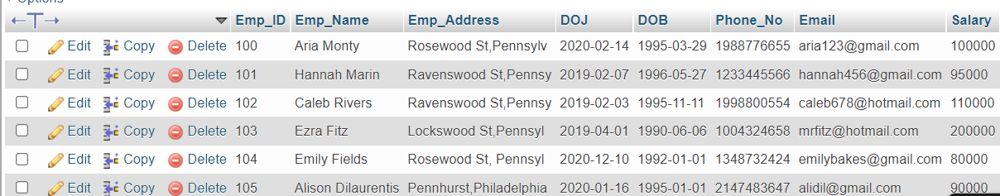 Options
Emp_ID Emp_Name Emp_Address DOJ DOB Phone_No Email Salary
Edit Copy Delete 100 Aria Monty Rosewood St,Pennsylv 2020-02-14 1995-03-29 1988776655 aria123@gmail.com 100000
Edit Copy Delete 101 Hannah Marin Ravenswood St,Pennsy 2019-02-07 1996-05-27 1233445566 hannah456@gmail.com 95000
Edit Copy Delete 102 Caleb Rivers Ravenswood St,Pennsy 2019-02-03 1995-11-11 1998800554 caleb678@hotmail.com 110000
Edit Copy Delete 103 Ezra Fitz Lockswood St,Pennsyl 2019-04-01 1990-06-06 1004324658 mrfitz@hotmail.com 200000
Edit Copy Delete 104 Emily Fields Rosewood St, Pennsyl 2020-12-10 1992-01-01 1348732424 emilybakes@gmail.com 80000
Edit Copy Delete 105 Alison Dilaurentis Pennhurst,Philadelphia 2020-01-16 1995-01-01 2147483647 alidil@gmail.com 90000